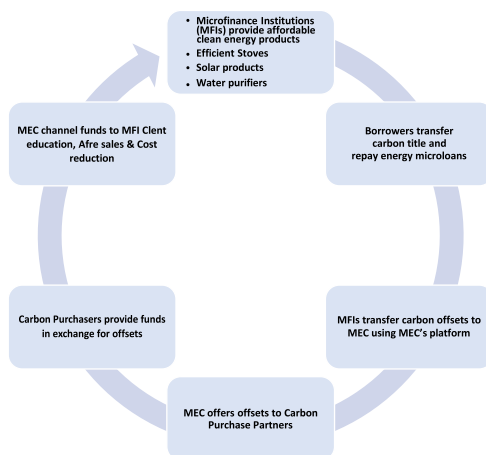 • Microfinance Institutions
(MFIs) provide affordable
clean energy products
• Efficient Stoves
• Solar products
• Water purifiers
Borrowers transfer
carbon title and
repay energy microloans
MFIs transfer carbon offsets to
MEC using MEC's platform
MEC offers offsets to Carbon
Purchase Partners
Carbon Purchasers provide funds
in exchange for offsets
MEC channel funds to MFI Clent
education, Afre sales & Cost
reduction